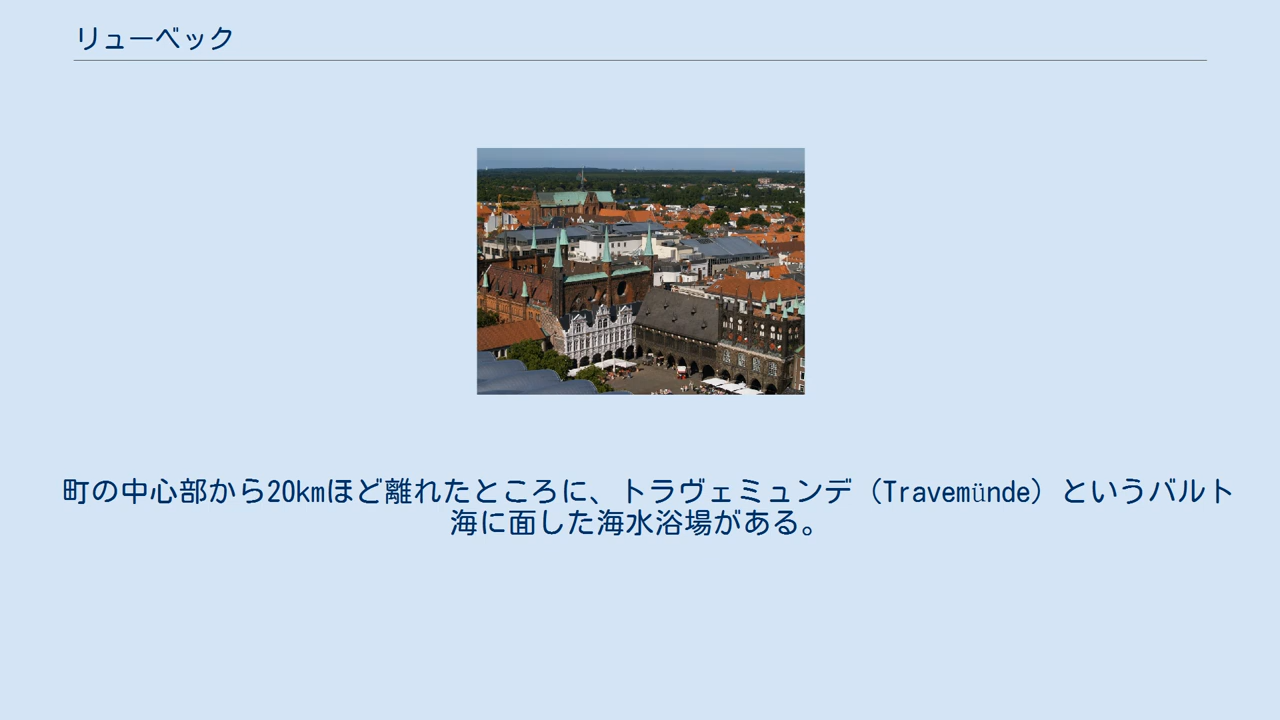 リューベック
町の中心部から20kmほど離れたところに、トラヴェミュンデ（Travemünde）というバルト
海に面した海水浴場がある。